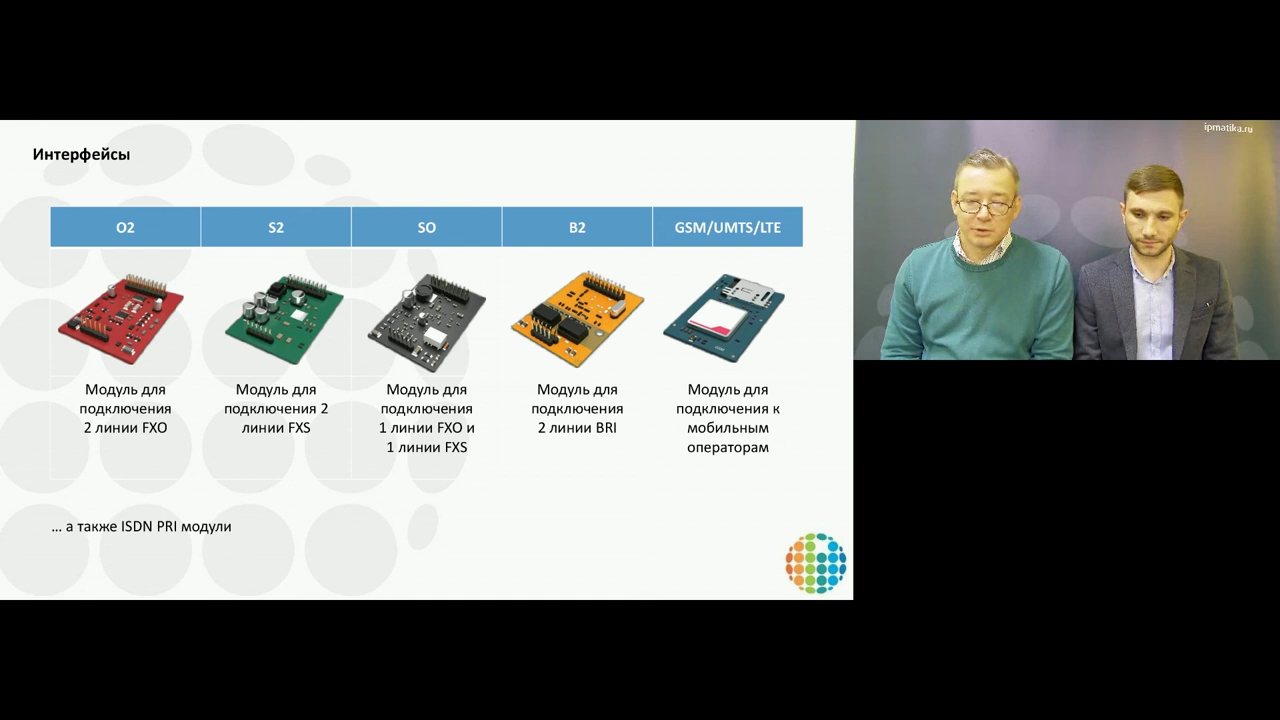 ipmatika.ru
Интерфейсы
O2
S2
SO
B2
GSM/UMTS/LTE
Модуль для
подключения
2 линии FXO
Модуль для
подключения 2
линии FXS
Модуль для
подключения
1 линии FXO и
1 линии FXS
Модуль для
подключения
2 линии BRI
Модуль для
подключения к
мобильным
операторам
... а также ISDN PRI модули